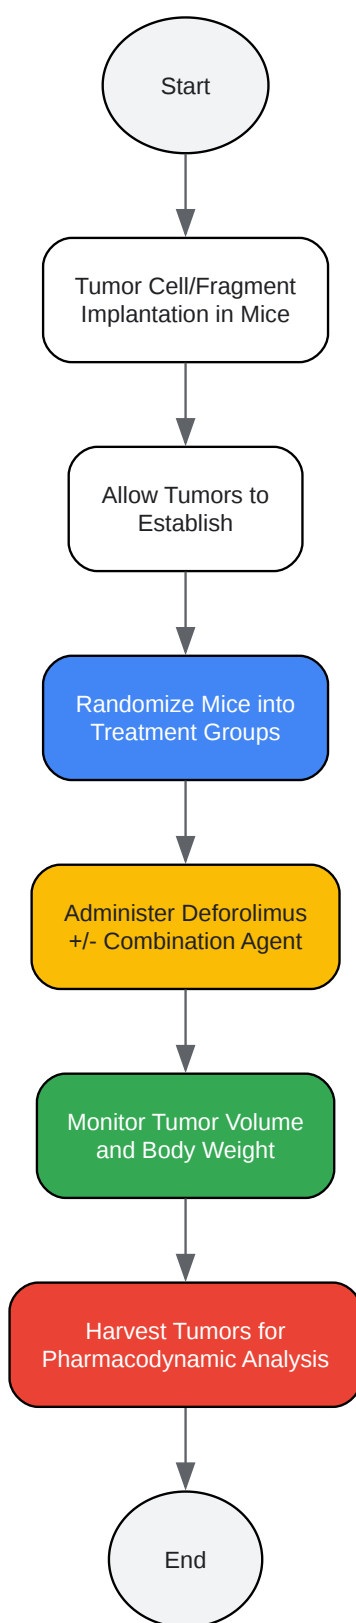 Start
Tumor Cell/Fragment
Implantation in Mice
Allow Tumors to
Establish
Randomize Mice into
Treatment Groups
Administer Deforolimus
+/- Combination Agent
Monitor Tumor Volume
and Body Weight
Harvest Tumors for
Pharmacodynamic Analysis
End